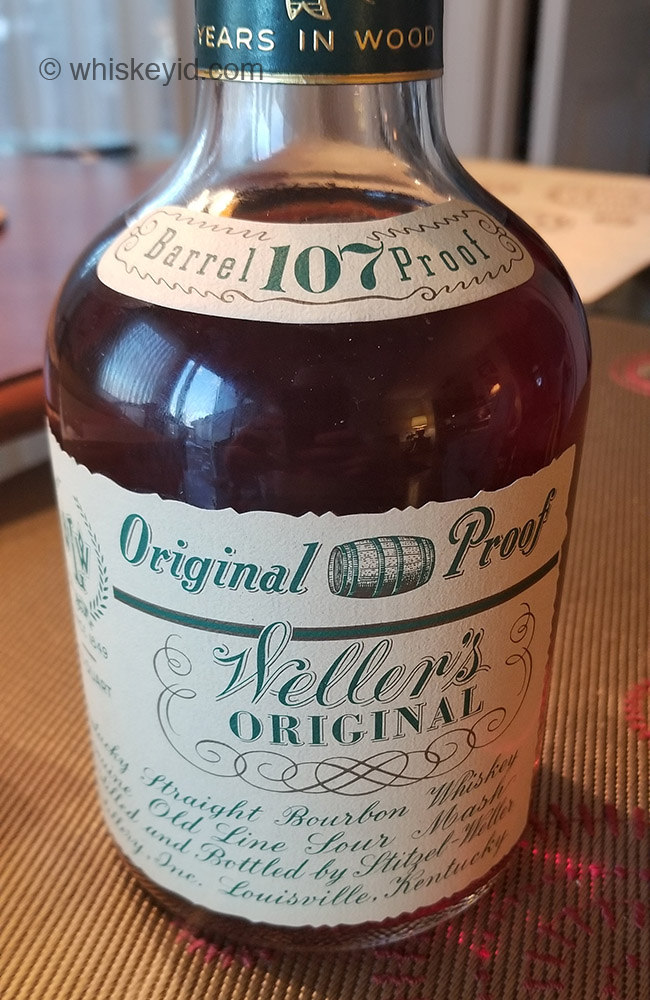 YEARS IN WOOD
© whiskeyid.com
Barrel 107 Proof
Original Proof
Weller's
ORIGINAL
1849
Straight Bourbon Whiskey
Old Line Sour Mash
and Bottled by Stitzel-Weller
Inc. Louisville, Kentucky